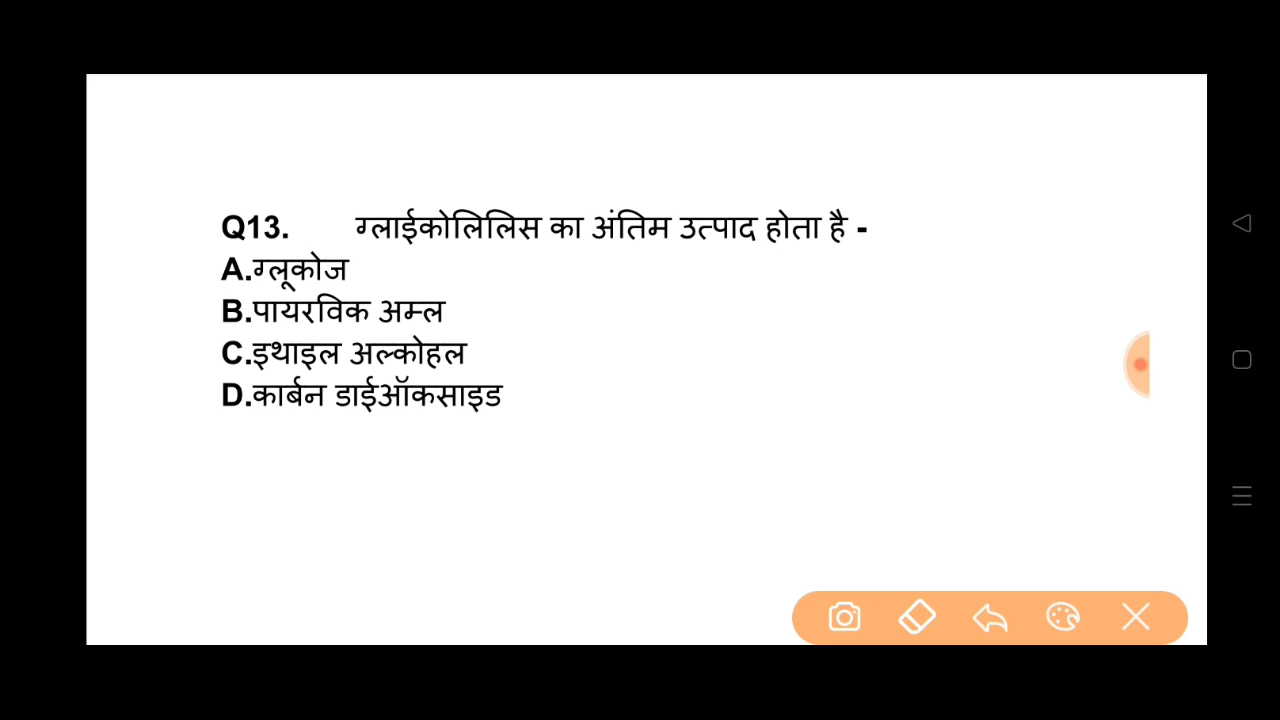 Q13. ग्लाईकोलिलिस का अंतिम उत्पाद होता है -
A.ग्लूकोज
B.पायरविक अम्ल
C.इथाइल अल्कोहल
D.कार्बन डाईऑकसाइड